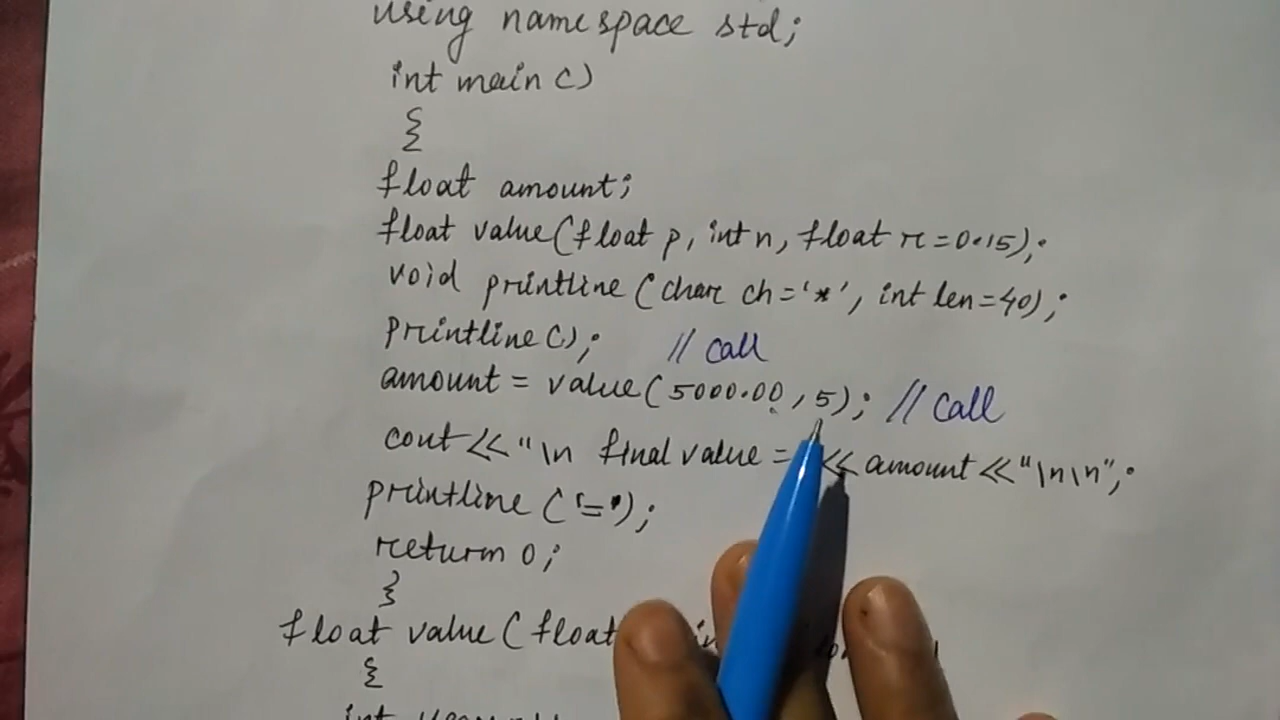 using namespace std;
int main()
{
float amount;
float value(float p, int n, float r=0.15);
void printline (char ch='*', int len=40);
printline(); // call
amount = value(5000.00,5); // call
cout<<"\n final value = <<amount<<"\n\n";
printline ('=');
return 0;
}
float value (float
{
int